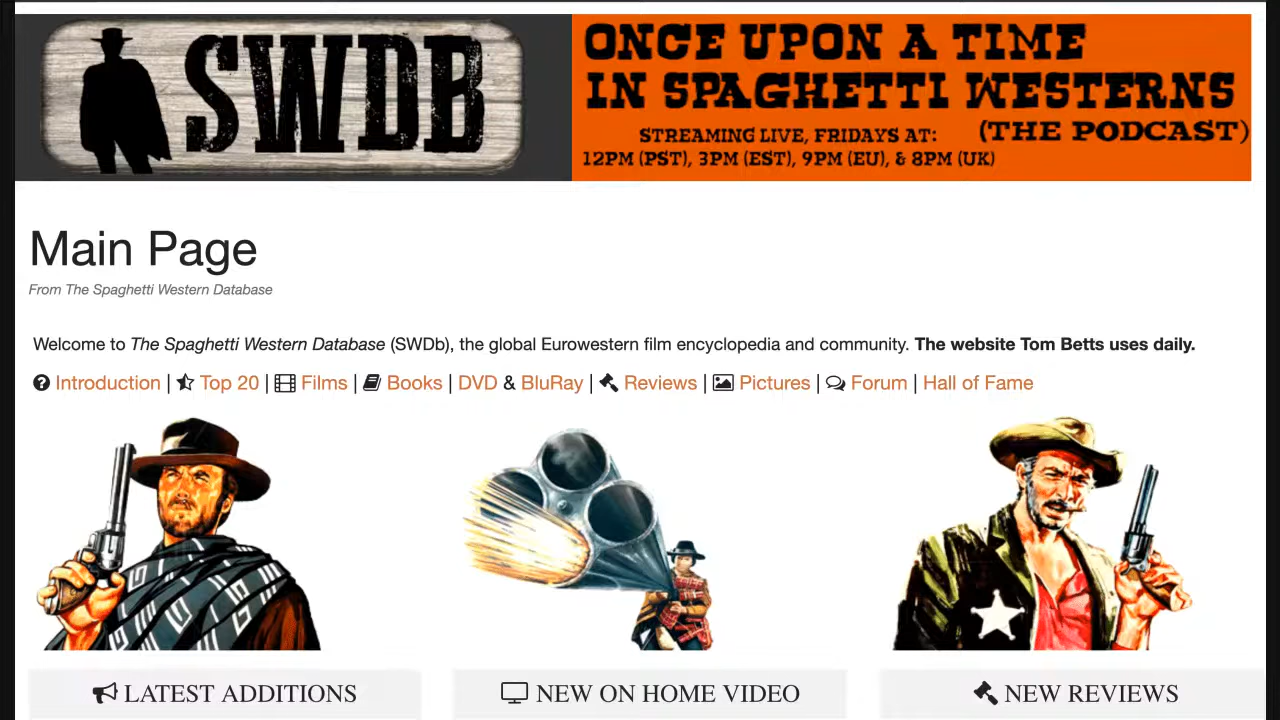 SWDB
ONCE UPON A TIME
IN SPAGHETTI WESTERNS
(THE PODCAST)
STREAMING LIVE, FRIDAYS AT:
12PM (PST), 3PM (EST), 9PM (EU), & 8PM (UK)
Main Page
From The Spaghetti Western Database
Welcome to The Spaghetti Western Database (SWDb), the global Eurowestern film encyclopedia and community. The website Tom Betts uses daily.
Introduction | Top 20 | Films | Books | DVD & BluRay | Reviews | Pictures | Forum | Hall of Fame
LATEST ADDITIONS
NEW ON HOME VIDEO
NEW REVIEWS